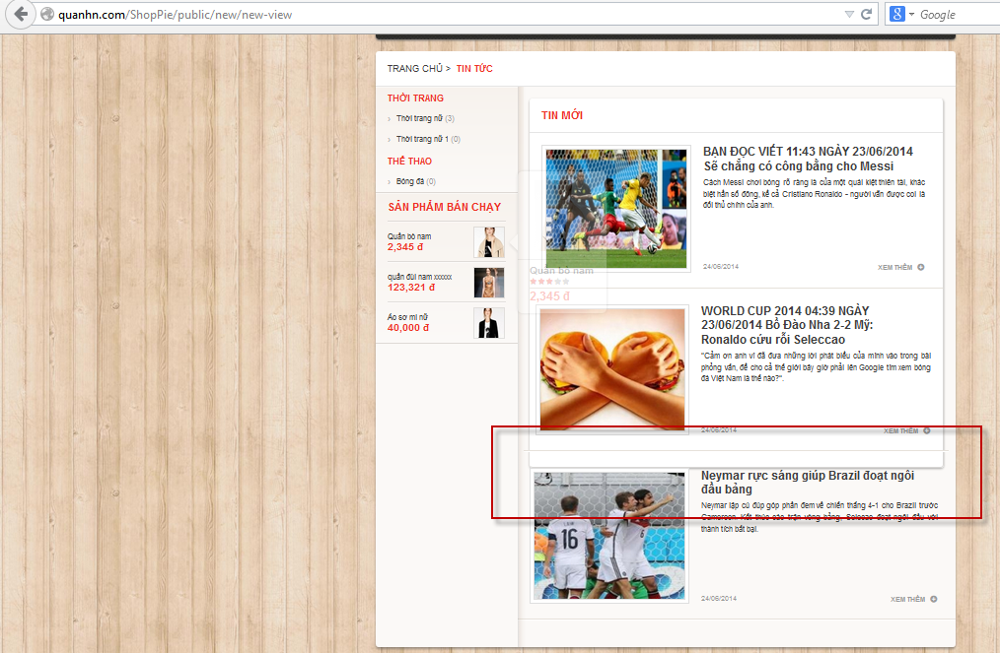 quanhn.com/ShopPie/public/new/new-view
Google
TRANG CHỦ > TIN TỨC
THỜI TRANG
Thời trang nữ (3)
Thời trang nữ 1 (0)
THỂ THAO
Bóng đá (0)
SẢN PHẨM BÁN CHẠY
Quần bò nam
2,345 đ
quần đùi nam xxxxxx
123,321 đ
Áo sơ mi nữ
40,000 đ
TIN MỚI
BẠN ĐỌC VIẾT 11:43 NGÀY 23/06/2014
Sẽ chẳng có công bằng cho Messi
Cách Messi chơi bóng rõ ràng là của một quái kiệt thiên tài, khác
biệt hẳn số đông, kể cả Cristiano Ronaldo - người vẫn được coi là
đối thủ chính của anh.
23/06/2014
XEM THÊM
Quần bò nam
2,345 đ
WORLD CUP 2014 04:39 NGÀY
23/06/2014 Bồ Đào Nha 2-2 Mỹ:
Ronaldo cứu rỗi Seleccao
"Cảm ơn anh vì đã đưa những lời phát biểu của mình vào trong bài
phỏng vấn, để cho cả thế giới bây giờ phải lên Google tìm xem bóng
đá Việt Nam là thế nào?".
24/06/2014
XEM THÊM
Neymar rực sáng giúp Brazil đoạt ngôi
đầu bảng
Neymar lập cú đúp góp phần đem về chiến thắng 4-1 cho Brazil trước
Cameroon. Kết thúc các trận vòng bảng, Selecao đoạt ngôi đầu với
thành tích bất bại.
24/06/2014
XEM THÊM
16